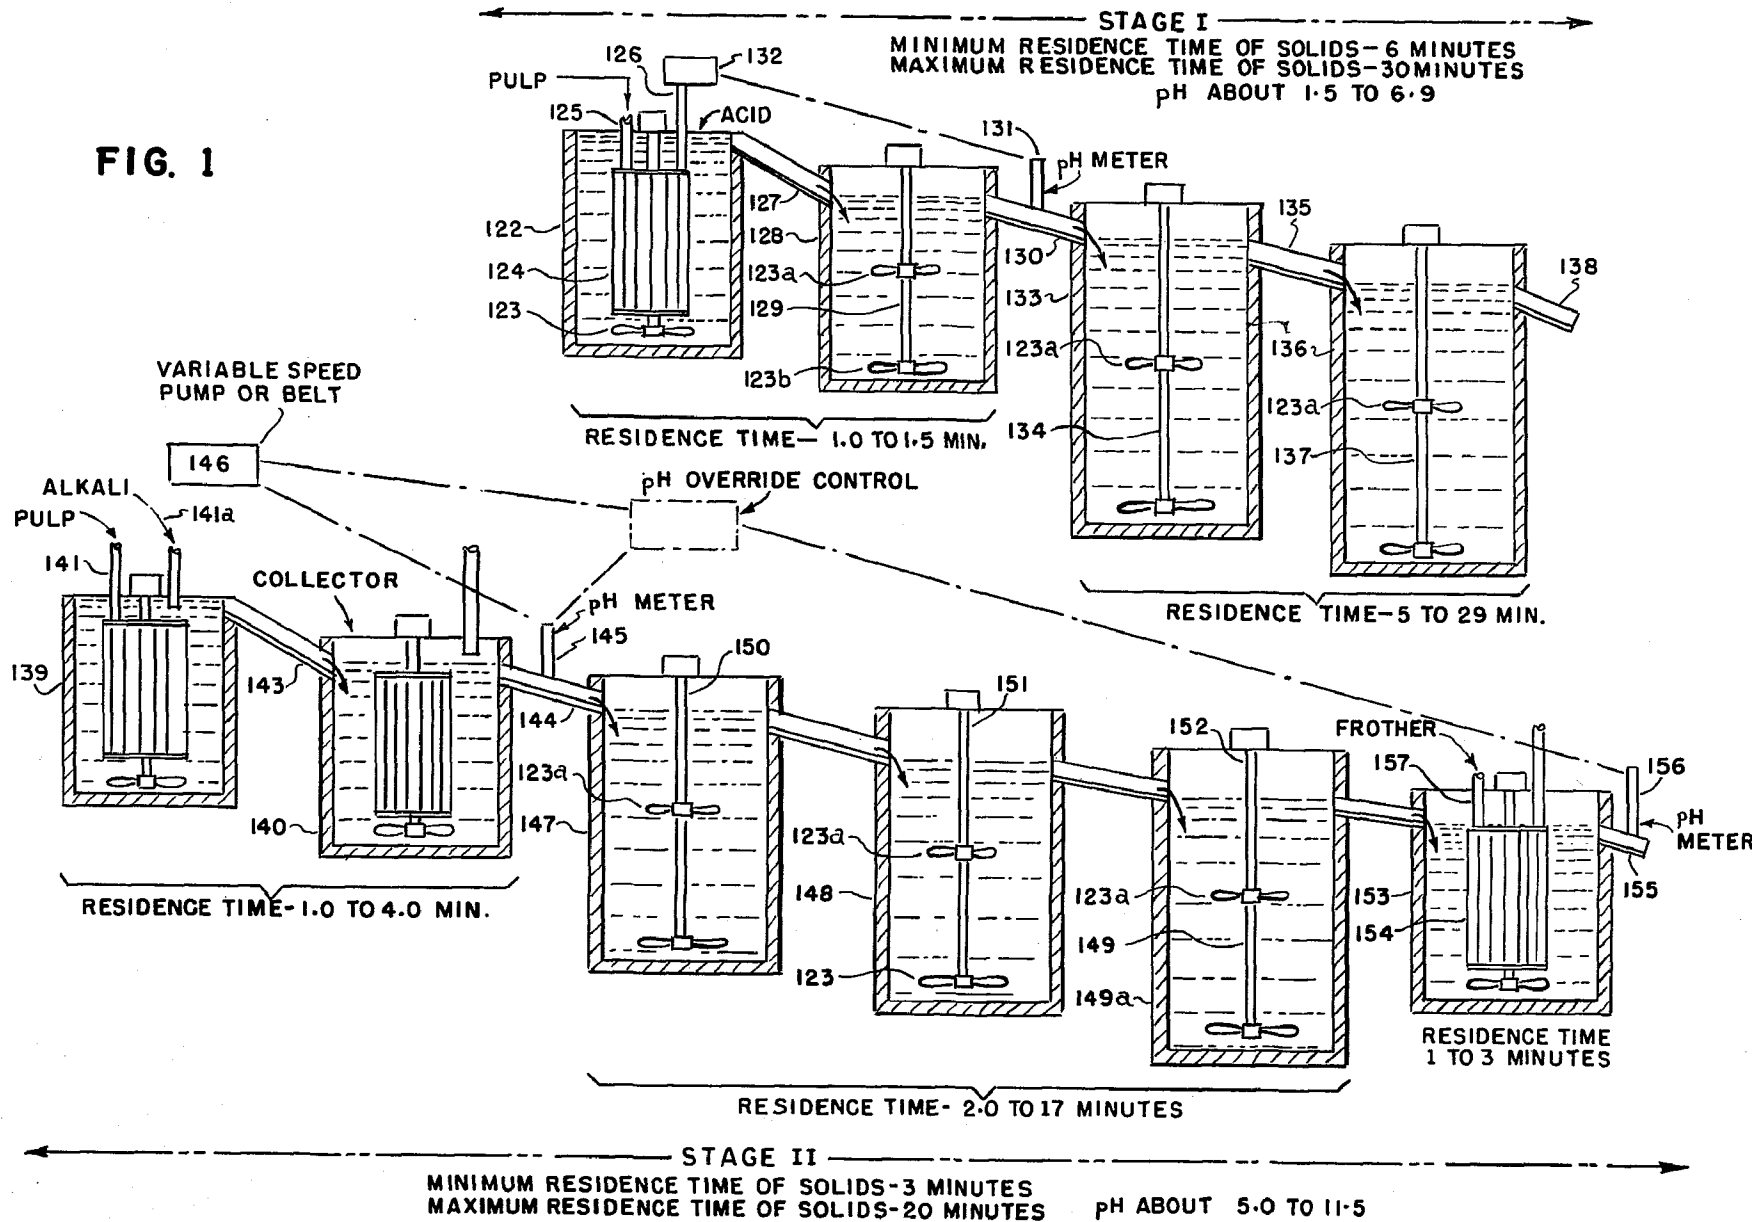 STAGE I
MINIMUM RESIDENCE TIME OF SOLIDS-6 MINUTES
MAXIMUM RESIDENCE TIME OF SOLIDS-30MINUTES
pH ABOUT 1.5 TO 6.9
FIG. 1
PULP
126
132
125
ACID
131
pH METER
122
124
123
127
128
123a
129
123b
130
133
135
138
123a
136
134
123a
137
RESIDENCE TIME- 1.0 TO 1.5 MIN.
RESIDENCE TIME-5 TO 29 MIN.
VARIABLE SPEED
PUMP OR BELT
146
pH OVERRIDE CONTROL
ALKALI
PULP
141a
141
COLLECTOR
pH METER
145
139
143
144
140
150
123a
147
151
123a
148
123
152
123a
149
149a
FROTHER
157
156
pH
METER
155
153
154
RESIDENCE TIME-1.0 TO 4.0 MIN.
RESIDENCE TIME
1 TO 3 MINUTES
RESIDENCE TIME- 2.0 TO 17 MINUTES
STAGE II
MINIMUM RESIDENCE TIME OF SOLIDS-3 MINUTES
MAXIMUM RESIDENCE TIME OF SOLIDS-20 MINUTES pH ABOUT 5.0 TO 11.5